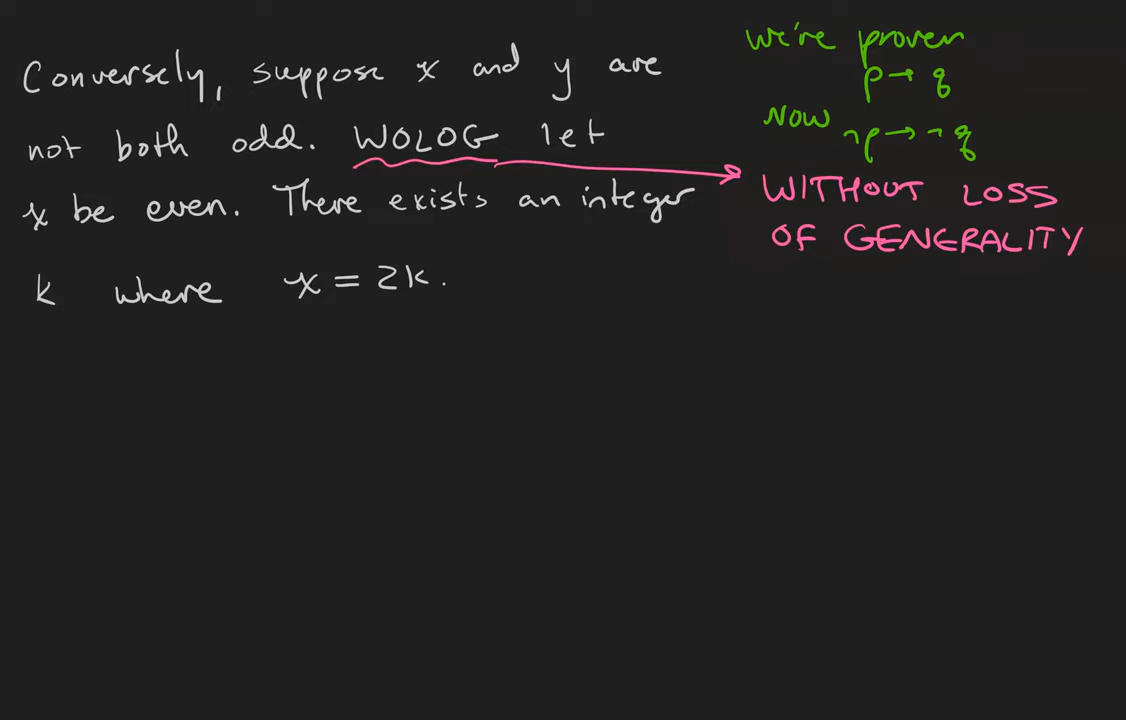 Conversely, suppose x and y are
not both odd. WOLOG let
x be even. There exists an integer
k where x = 2k.
We're proven
p → q
Now
¬p → ¬q
WITHOUT LOSS
OF GENERALITY